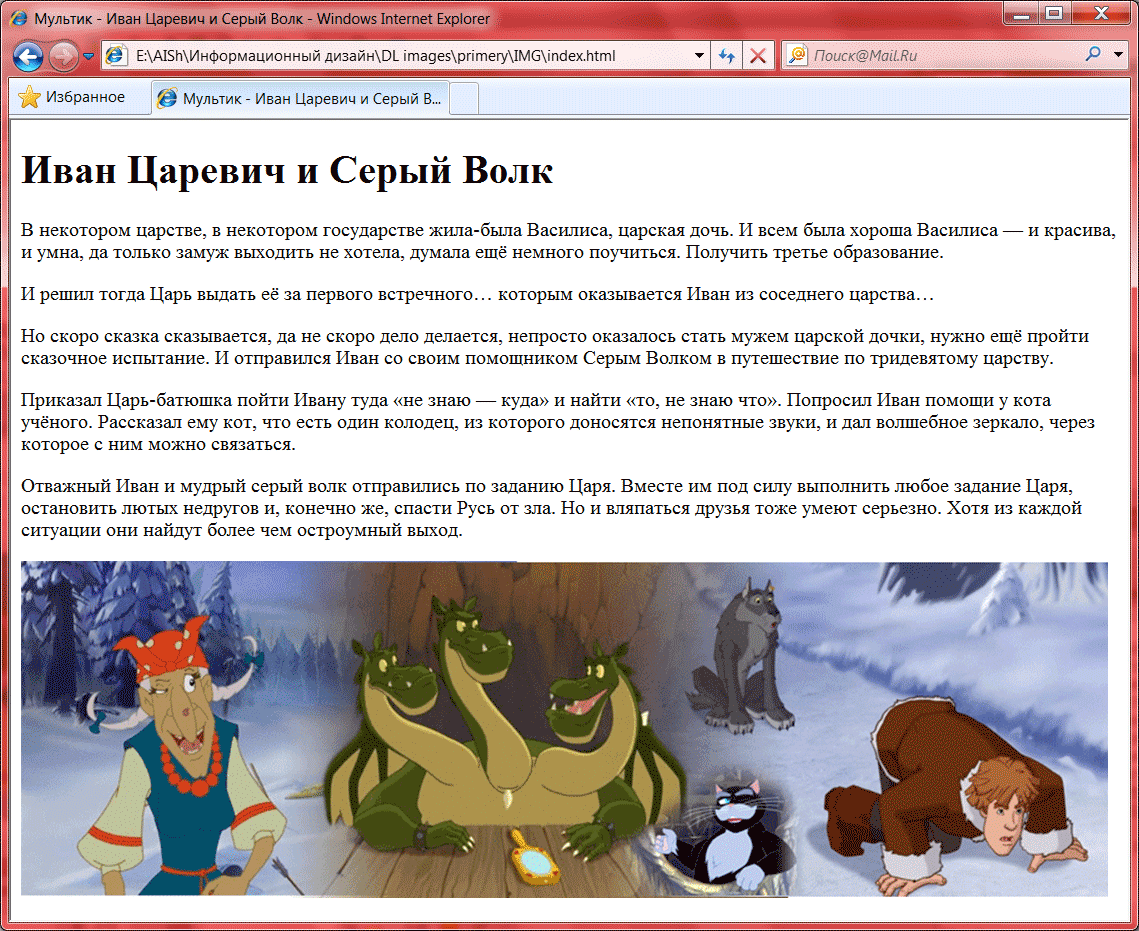 Мультик - Иван Царевич и Серый Волк - Windows Internet Explorer
E:\AISh\Информационный дизайн\DL images\primery\IMG\index.html
Поиск@Mail.Ru
Избранное
Мультик - Иван Царевич и Серый В...
Иван Царевич и Серый Волк
В некотором царстве, в некотором государстве жила-была Василиса, царская дочь. И всем была хороша Василиса — и красива,
и умна, да только замуж выходить не хотела, думала ещё немного поучиться. Получить третье образование.
И решил тогда Царь выдать её за первого встречного… которым оказывается Иван из соседнего царства…
Но скоро сказка сказывается, да не скоро дело делается, непросто оказалось стать мужем царской дочки, нужно ещё пройти
сказочное испытание. И отправился Иван со своим помощником Серым Волком в путешествие по тридевятому царству.
Приказал Царь-батюшка пойти Ивану туда «не знаю — куда» и найти «то, не знаю что». Попросил Иван помощи у кота
учёного. Рассказал ему кот, что есть один колодец, из которого доносятся непонятные звуки, и дал волшебное зеркало, через
которое с ним можно связаться.
Отважный Иван и мудрый серый волк отправились по заданию Царя. Вместе им под силу выполнить любое задание Царя,
остановить лютых недругов и, конечно же, спасти Русь от зла. Но и вляпаться друзья тоже умеют серьезно. Хотя из каждой
ситуации они найдут более чем остроумный выход.